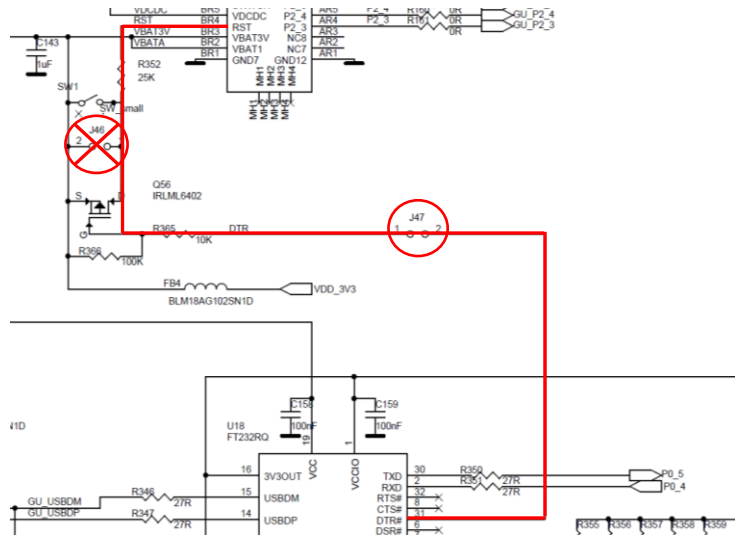 VDCDC BR5 VDCDC P2_4 AR5 P2_4 R160 0R GU_P2_4
RST BR4 RST P2_3 AR4 P2_3 R161 0R GU_P2_3
VBAT3V BR3 VBAT3V NC8 AR3
VBATA BR2 VBAT1 NC7 AR2
BR1 GND7 GND12 AR1
C143
1uF
R352
25K
MH1
MH2
MH3
MH4
MH1
MH2
MH3
SW1
SW_small
J46
2
Q56
IRLML6402
S
G
J47
1 2
R365 DTR
10K
R366
100K
FB4
VDD_3V3
BLM18AG102SN1D
N1D
C159
100nF 100nF
U18
FT232RQ
19
1
VCC
VCCIO
16 3V3OUT
TXD 30 R350 27R P0_5
RXD 2 R351 27R P0_4
GU_USBDM R346 27R 15 USBDM
RTS# 32
CTS# 8
GU_USBDP R347 27R 14 USBDP
DTR# 31
DSR# 6
R355 R356 R357 R358 R359